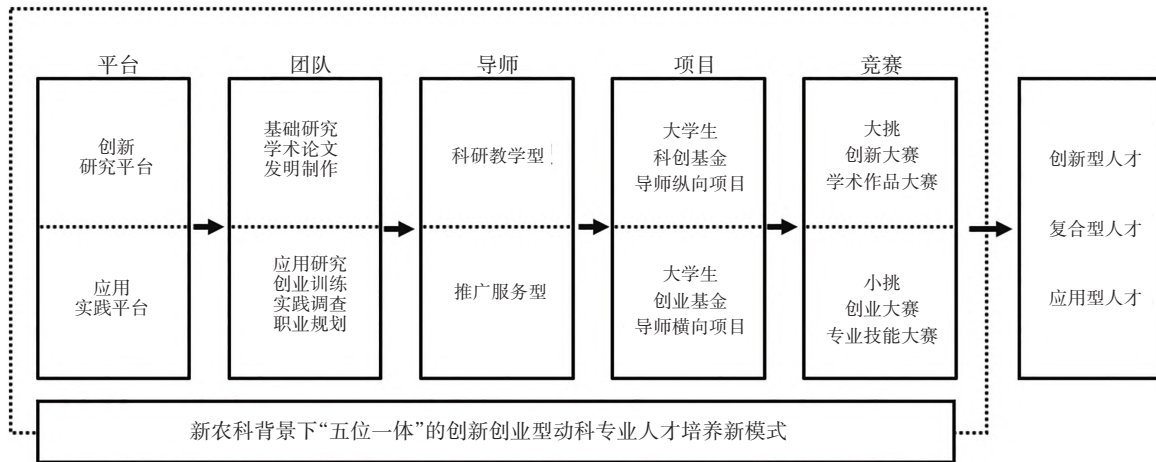 平台
创新
研究平台
应用
实践平台
团队
基础研究
学术论文
发明制作
应用研究
创业训练
实践调查
职业规划
导师
科研教学型
推广服务型
项目
大学生
科创基金
导师纵向项目
大学生
创业基金
导师横向项目
竞赛
大挑
创新大赛
学术作品大赛
小挑
创业大赛
专业技能大赛
创新型人才
复合型人才
应用型人才
新农科背景下“五位一体”的创新创业型动科专业人才培养新模式